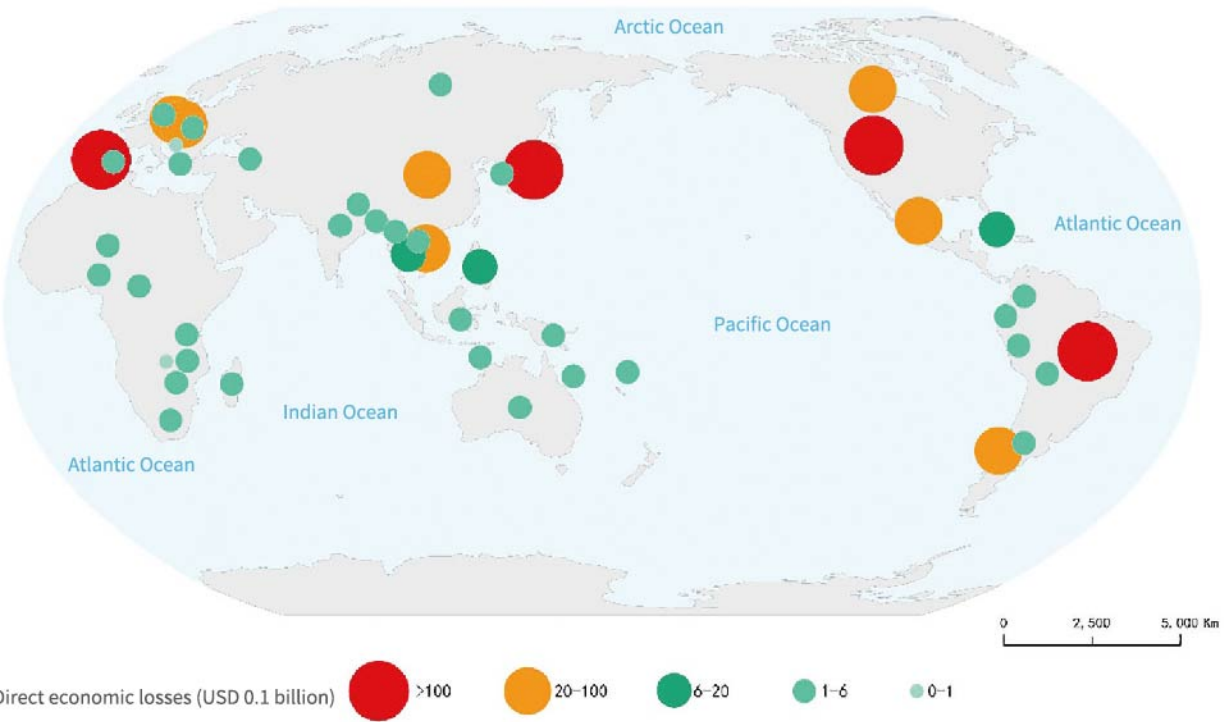 Arctic Ocean
Atlantic Ocean
Pacific Ocean
Indian Ocean
Atlantic Ocean
0 2,500 5,000 Km
Direct economic losses (USD 0.1 billion) >100 20-100 6-20 1-6 0-1